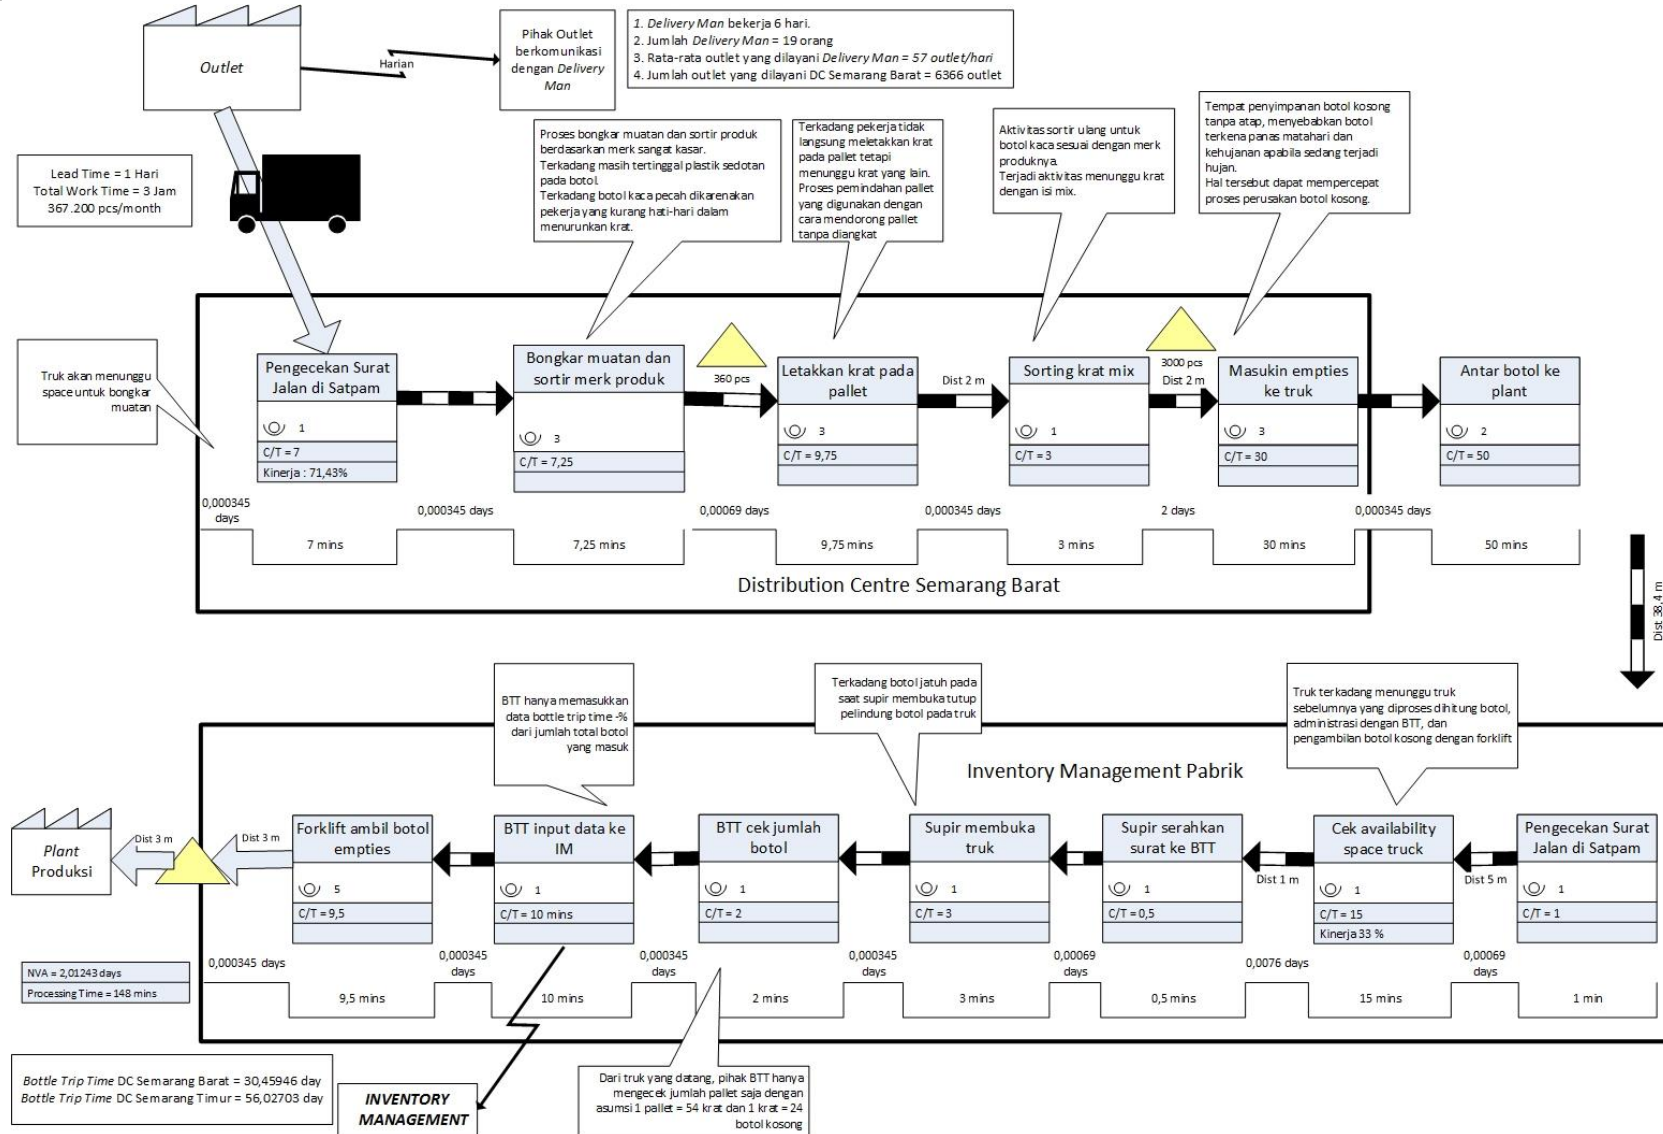 Outlet
Harian
Pihak Outlet
berkomunikasi
dengan Delivery
Man
1. Delivery Man bekerja 6 hari.
2. Jumlah Delivery Man = 19 orang
3. Rata-rata outlet yang dilayani Delivery Man = 57 outlet/hari
4. Jumlah outlet yang dilayani DC Semarang Barat = 6366 outlet
Lead Time = 1 Hari
Total Work Time = 3 Jam
367.200 pcs/month
Proses bongkar muatan dan sortir produk
berdasarkan merk sangat kasar.
Terkadang masih tertinggal plastik sedotan
pada botol.
Terkadang botol kaca pecah dikarenakan
pekerja yang kurang hati-hari dalam
menurunkan krat.
Terkadang pekerja tidak
langsung meletakkan krat
pada pallet tetapi
menunggu krat yang lain.
Proses pemindahan pallet
yang digunakan dengan
cara mendorong pallet
tanpa diangkat
Aktivitas sortir ulang untuk
botol kaca sesuai dengan merk
produknya.
Terjadi aktivitas menunggu krat
dengan isi mix.
Tempat penyimpanan botol kosong
tanpa atap, menyebabkan botol
terkena panas matahari dan
kehujanan apabila sedang terjadi
hujan.
Hal tersebut dapat mempercepat
proses perusakan botol kosong.
Truk akan menunggu
space untuk bongkar
muatan
Pengecekan Surat
Jalan di Satpam
1
C/T = 7
Kinerja : 71,43%
Bongkar muatan dan
sortir merk produk
3
C/T = 7,25
360 pcs
Letakkan krat pada
pallet
3
C/T = 9,75
Dist 2 m
Sorting krat mix
1
C/T = 3
3000 pcs
Dist 2 m
Masukin empties
ke truk
3
C/T = 30
Antar botol ke
plant
2
C/T = 50
0,000345
days
7 mins
0,000345 days
7,25 mins
0,00069 days
9,75 mins
0,000345 days
3 mins
2 days
30 mins
0,000345 days
50 mins
Distribution Centre Semarang Barat
Dist 38,4 m
BTT hanya memasukkan
data bottle trip time -%
dari jumlah total botol
yang masuk
Terkadang botol jatuh pada
saat supir membuka tutup
pelindung botol pada truk
Truk terkadang menunggu truk
sebelumnya yang diproses dihitung botol,
administrasi dengan BTT, dan
pengambilan botol kosong dengan forklift
Inventory Management Pabrik
Plant
Produksi
Dist 3 m
Dist 3 m
Forklift ambil botol
empties
5
C/T = 9,5
BTT input data ke
IM
1
C/T = 10 mins
BTT cek jumlah
botol
1
C/T = 2
Supir membuka
truk
1
C/T = 3
Supir serahkan
surat ke BTT
1
C/T = 0,5
Dist 1 m
Cek availability
space truck
1
C/T = 15
Kinerja 33 %
Dist 5 m
Pengecekan Surat
Jalan di Satpam
1
C/T = 1
0,000345 days
9,5 mins
0,000345
days
10 mins
0,000345
days
2 mins
0,000345
days
3 mins
0,00069
days
0,5 mins
0,0076 days
15 mins
0,00069
days
1 min
NVA = 2,01243 days
Processing Time = 148 mins
Bottle Trip Time DC Semarang Barat = 30,45946 day
Bottle Trip Time DC Semarang Timur = 56,02703 day
INVENTORY
MANAGEMENT
Dari truk yang datang, pihak BTT hanya
mengecek jumlah pallet saja dengan
asumsi 1 pallet = 54 krat dan 1 krat = 24
botol kosong